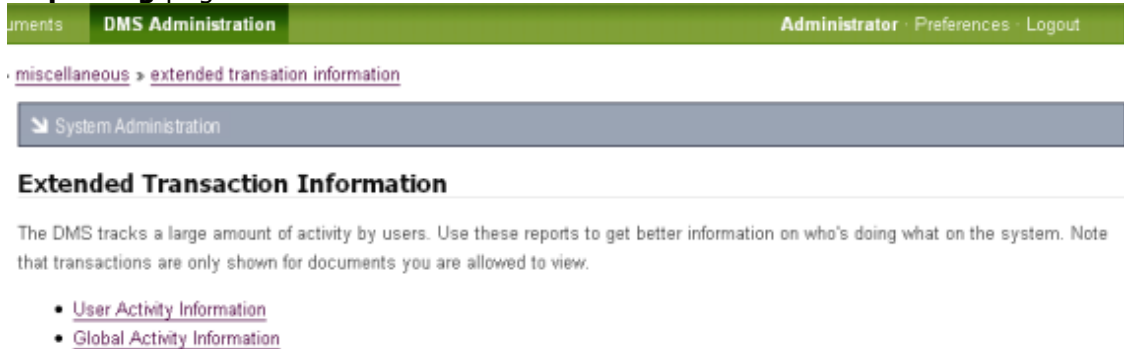 uments DMS Administration Administrator · Preferences · Logout
miscellaneous » extended transation information
System Administration
Extended Transaction Information
The DMS tracks a large amount of activity by users. Use these reports to get better information on who's doing what on the system. Note
that transactions are only shown for documents you are allowed to view.
• User Activity Information
• Global Activity Information